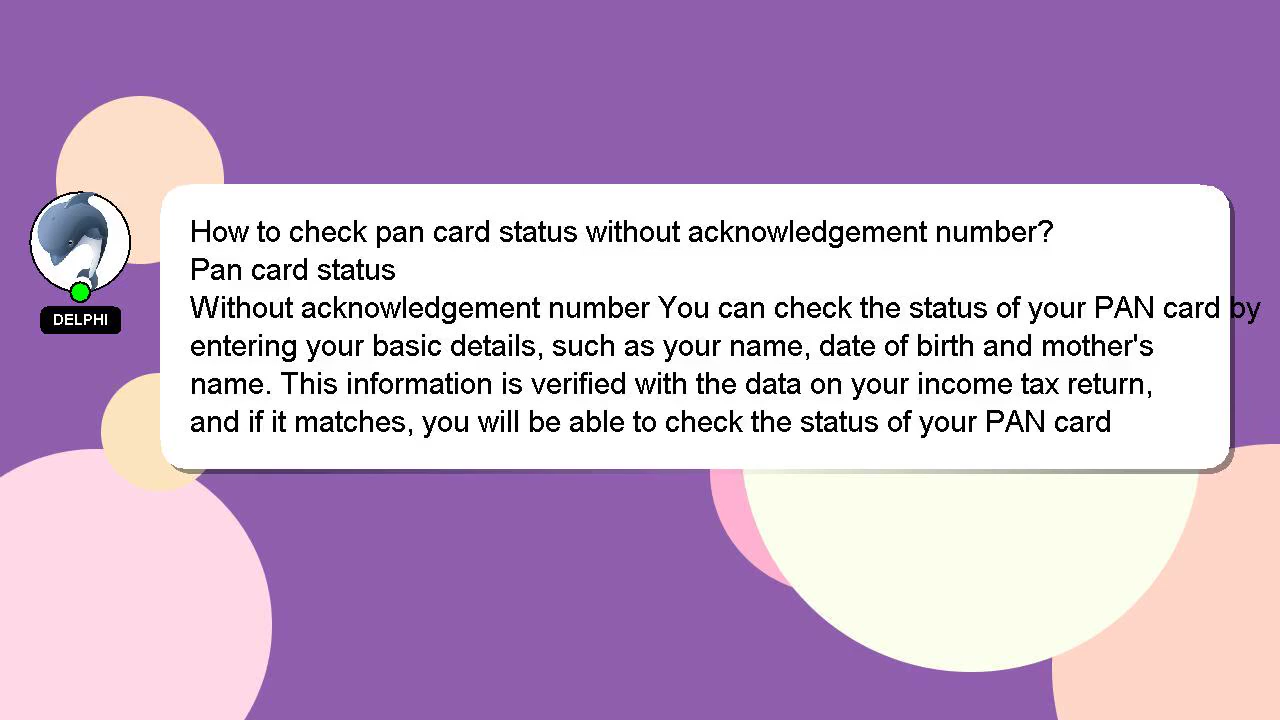 How to check pan card status without acknowledgement number?
Pan card status
Without acknowledgement number You can check the status of your PAN card by
entering your basic details, such as your name, date of birth and mother's
name. This information is verified with the data on your income tax return,
and if it matches, you will be able to check the status of your PAN card
DELPHI